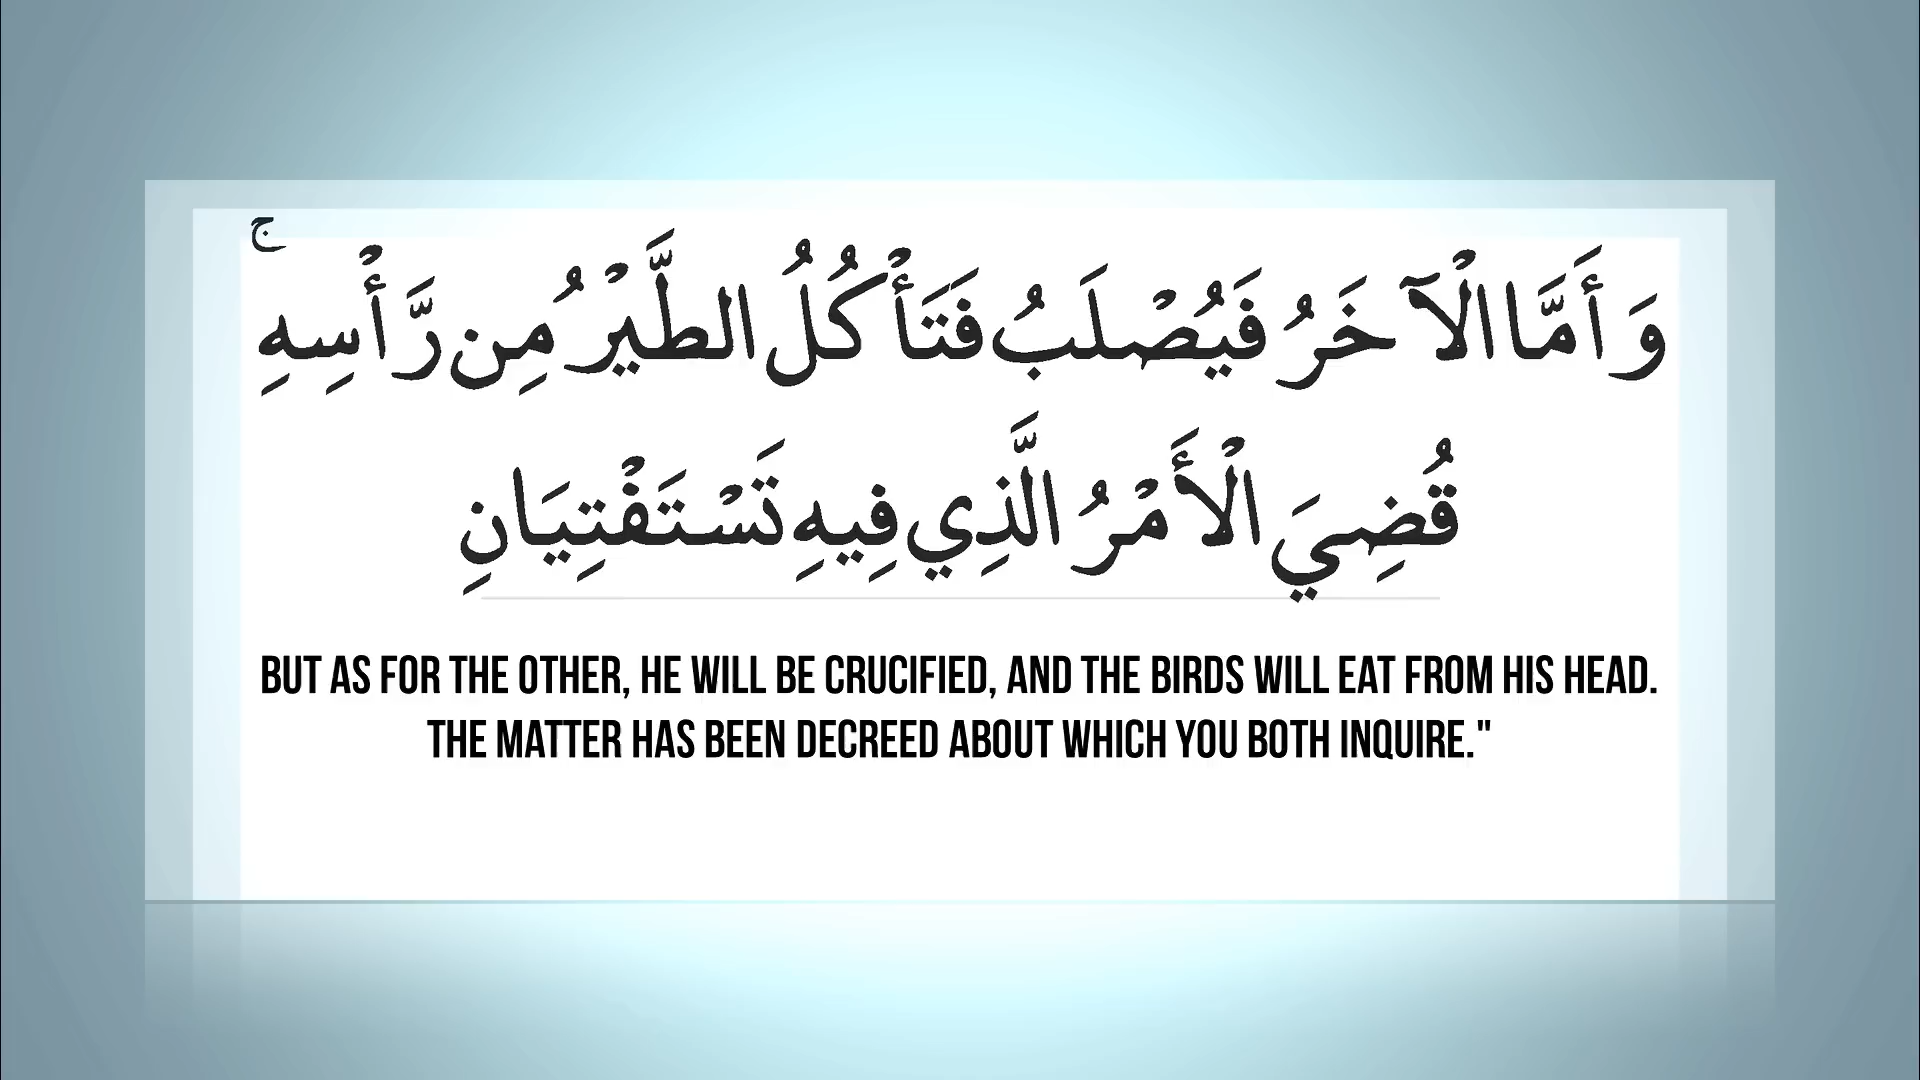 وَأَمَّا الْآخَرُ فَيُصْلَبُ فَتَأْكُلُ الطَّيْرُ مِن رَّأْسِهِ ۚ
قُضِيَ الْأَمْرُ الَّذِي فِيهِ تَسْتَفْتِيَانِ
BUT AS FOR THE OTHER, HE WILL BE CRUCIFIED, AND THE BIRDS WILL EAT FROM HIS HEAD.
THE MATTER HAS BEEN DECREED ABOUT WHICH YOU BOTH INQUIRE."